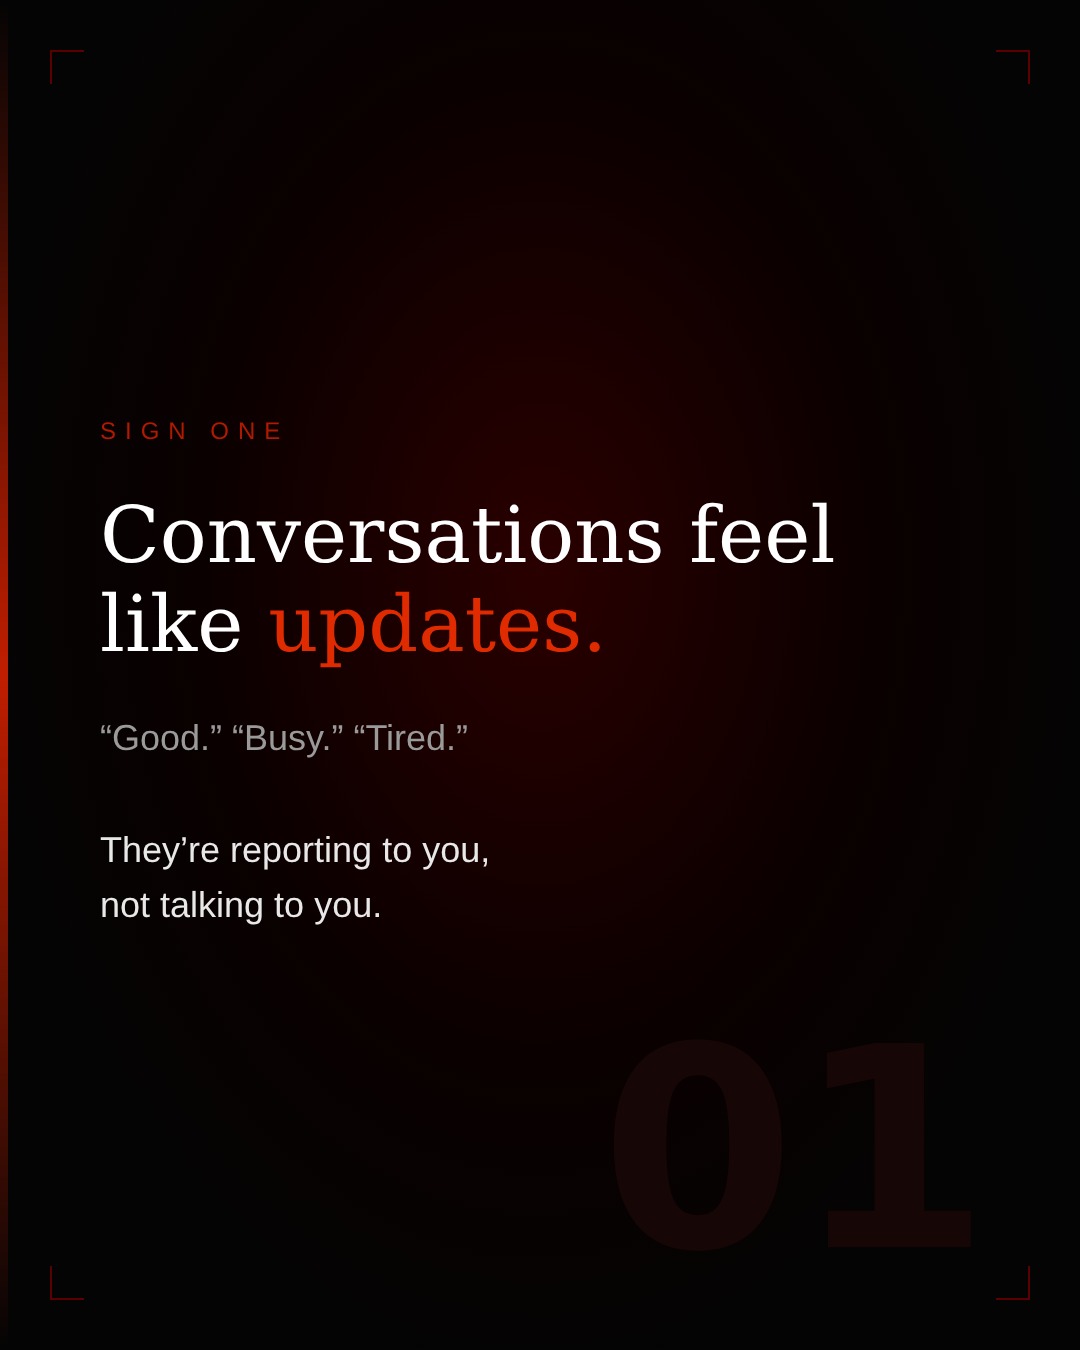 SIGN ONE
Conversations feel
like updates.
“Good.” “Busy.” “Tired.”
They’re reporting to you,
not talking to you.
01